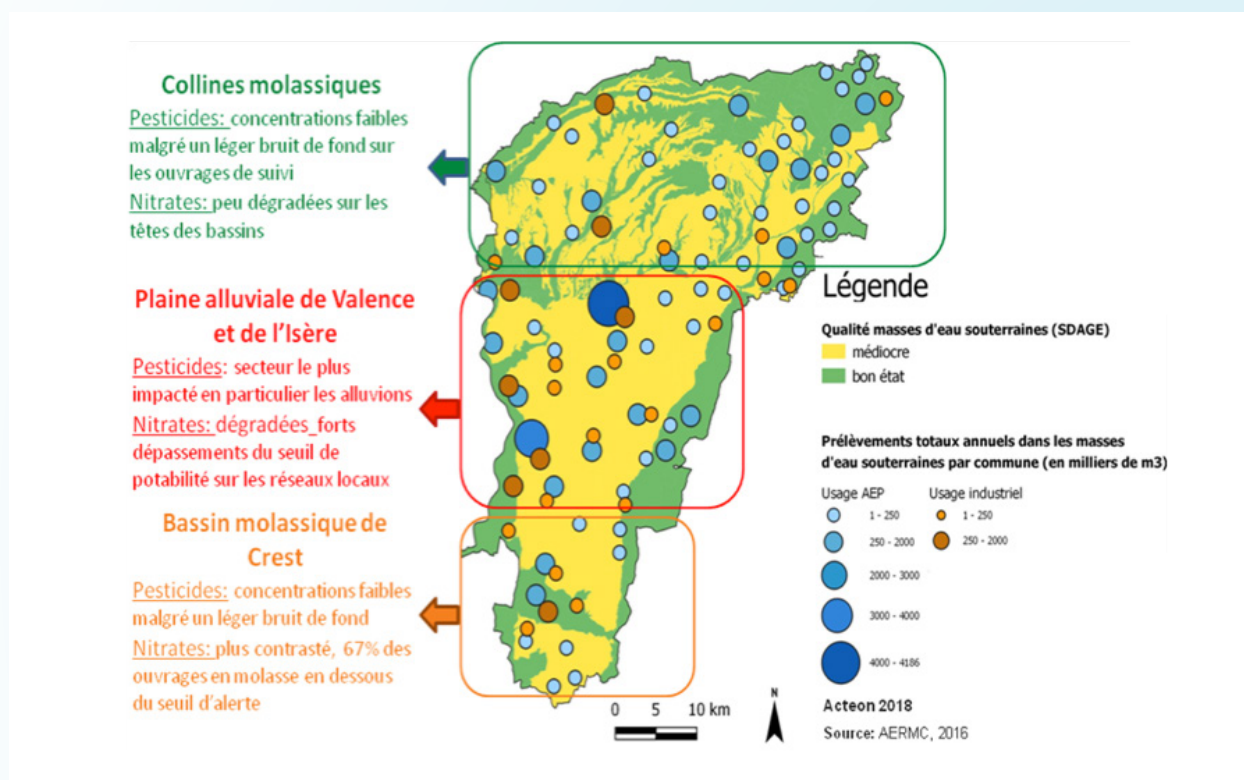 Collines molassiques
Pesticides: concentrations faibles
malgré un léger bruit de fond sur
les ouvrages de suivi
Nitrates: peu dégradées sur les
têtes des bassins
Plaine alluviale de Valence
et de l'Isère
Pesticides: secteur le plus
impacté en particulier les alluvions
Nitrates: dégradées_forts
dépassements du seuil de
potabilité sur les réseaux locaux
Bassin molassique de
Crest
Pesticides: concentrations faibles
malgré un léger bruit de fond
Nitrates: plus contrasté, 67% des
ouvrages en molasse en dessous
du seuil d'alerte
Légende
Qualité masses d'eau souterraines (SDAGE)
médiocre
bon état
Prélèvements totaux annuels dans les masses
d'eau souterraines par commune (en milliers de m3)
Usage AEP Usage industriel
1 - 250 1 - 250
250 - 2000 250 - 2000
2000 - 3000
3000 - 4000
4000 - 4186
N
0 5 10 km
Acteon 2018
Source: AERMC, 2016